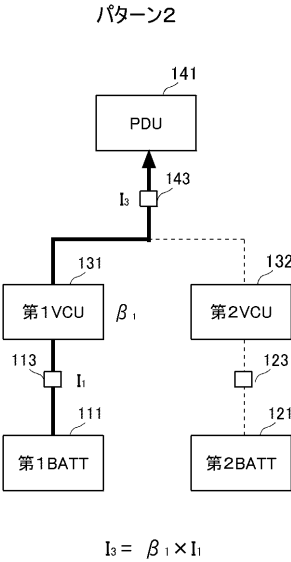 パターン2
141
PDU
143
I₃
131
132
第1VCU
β₁
第2VCU
113
I₁
123
111
121
第1BATT
第2BATT
I₃= β₁×I₁